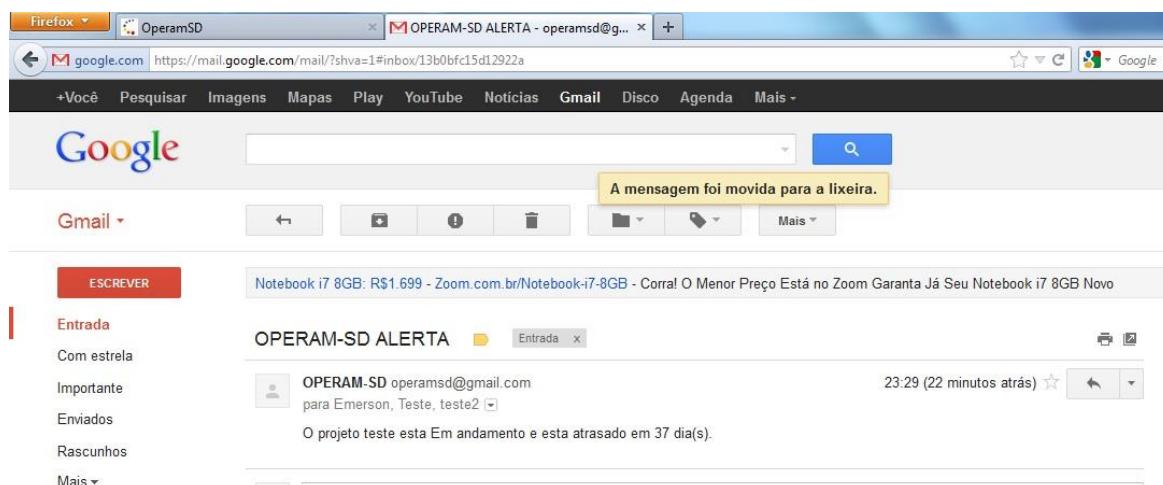 Firefox
OperamSD
OPERAM-SD ALERTA - operamsd@g...
google.com https://mail.google.com/mail/?shva=1#inbox/13b0bfc15d12922a
Google
+Você Pesquisar Imagens Mapas Play YouTube Notícias Gmail Disco Agenda Mais
Google
A mensagem foi movida para a lixeira.
Gmail
Mais
ESCREVER
Notebook i7 8GB: R$1.699 - Zoom.com.br/Notebook-i7-8GB - Corra! O Menor Preço Está no Zoom Garanta Já Seu Notebook i7 8GB Novo
Entrada
OPERAM-SD ALERTA Entrada x
Com estrela
Importante
OPERAM-SD operamsd@gmail.com 23:29 (22 minutos atrás)
para Emerson, Teste, teste2
Enviados
O projeto teste esta Em andamento e esta atrasado em 37 dia(s).
Rascunhos
Mais